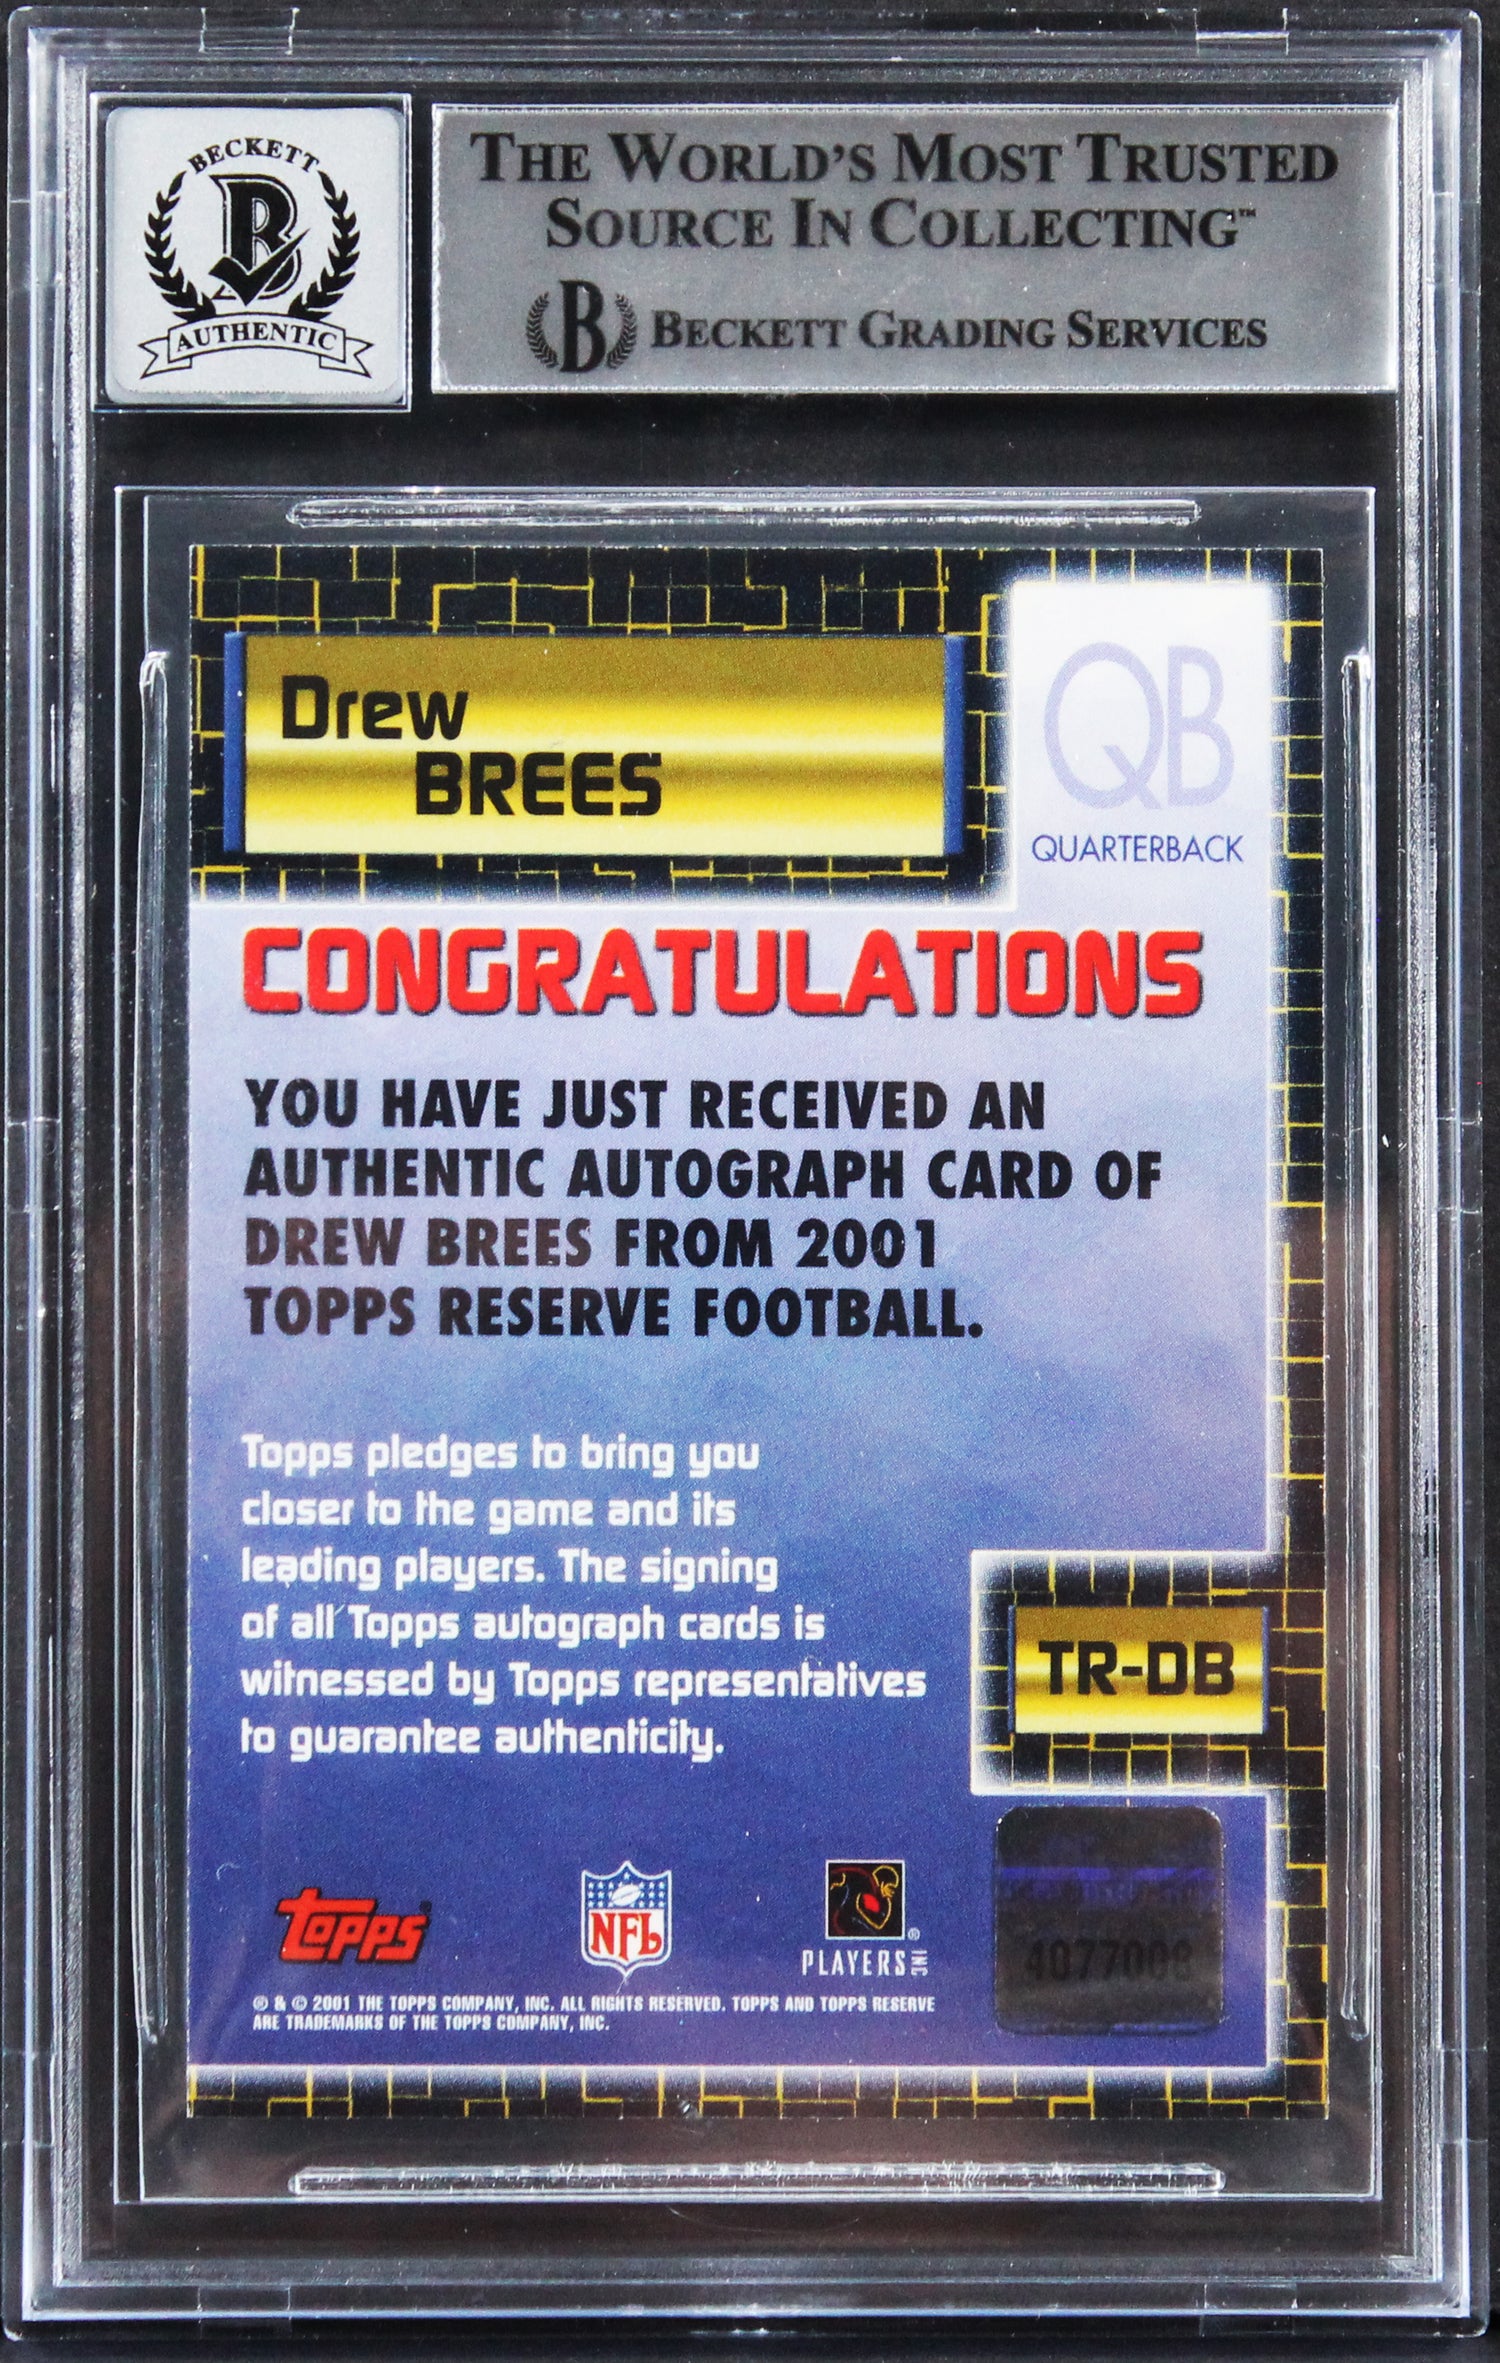 BECKETT
B
AUTHENTIC
THE WORLD'S MOST TRUSTED
SOURCE IN COLLECTING™
B BECKETT GRADING SERVICES
Drew
BREES
QB
QUARTERBACK
CONGRATULATIONS
YOU HAVE JUST RECEIVED AN
AUTHENTIC AUTOGRAPH CARD OF
DREW BREES FROM 2001
TOPPS RESERVE FOOTBALL.
Topps pledges to bring you
closer to the game and its
leading players. The signing
of all Topps autograph cards is
witnessed by Topps representatives
to guarantee authenticity.
TR-DB
Topps®
NFL
PLAYERS INC®
® & © 2001 THE TOPPS COMPANY, INC. ALL RIGHTS RESERVED. TOPPS AND TOPPS RESERVE
ARE TRADEMARKS OF THE TOPPS COMPANY, INC.